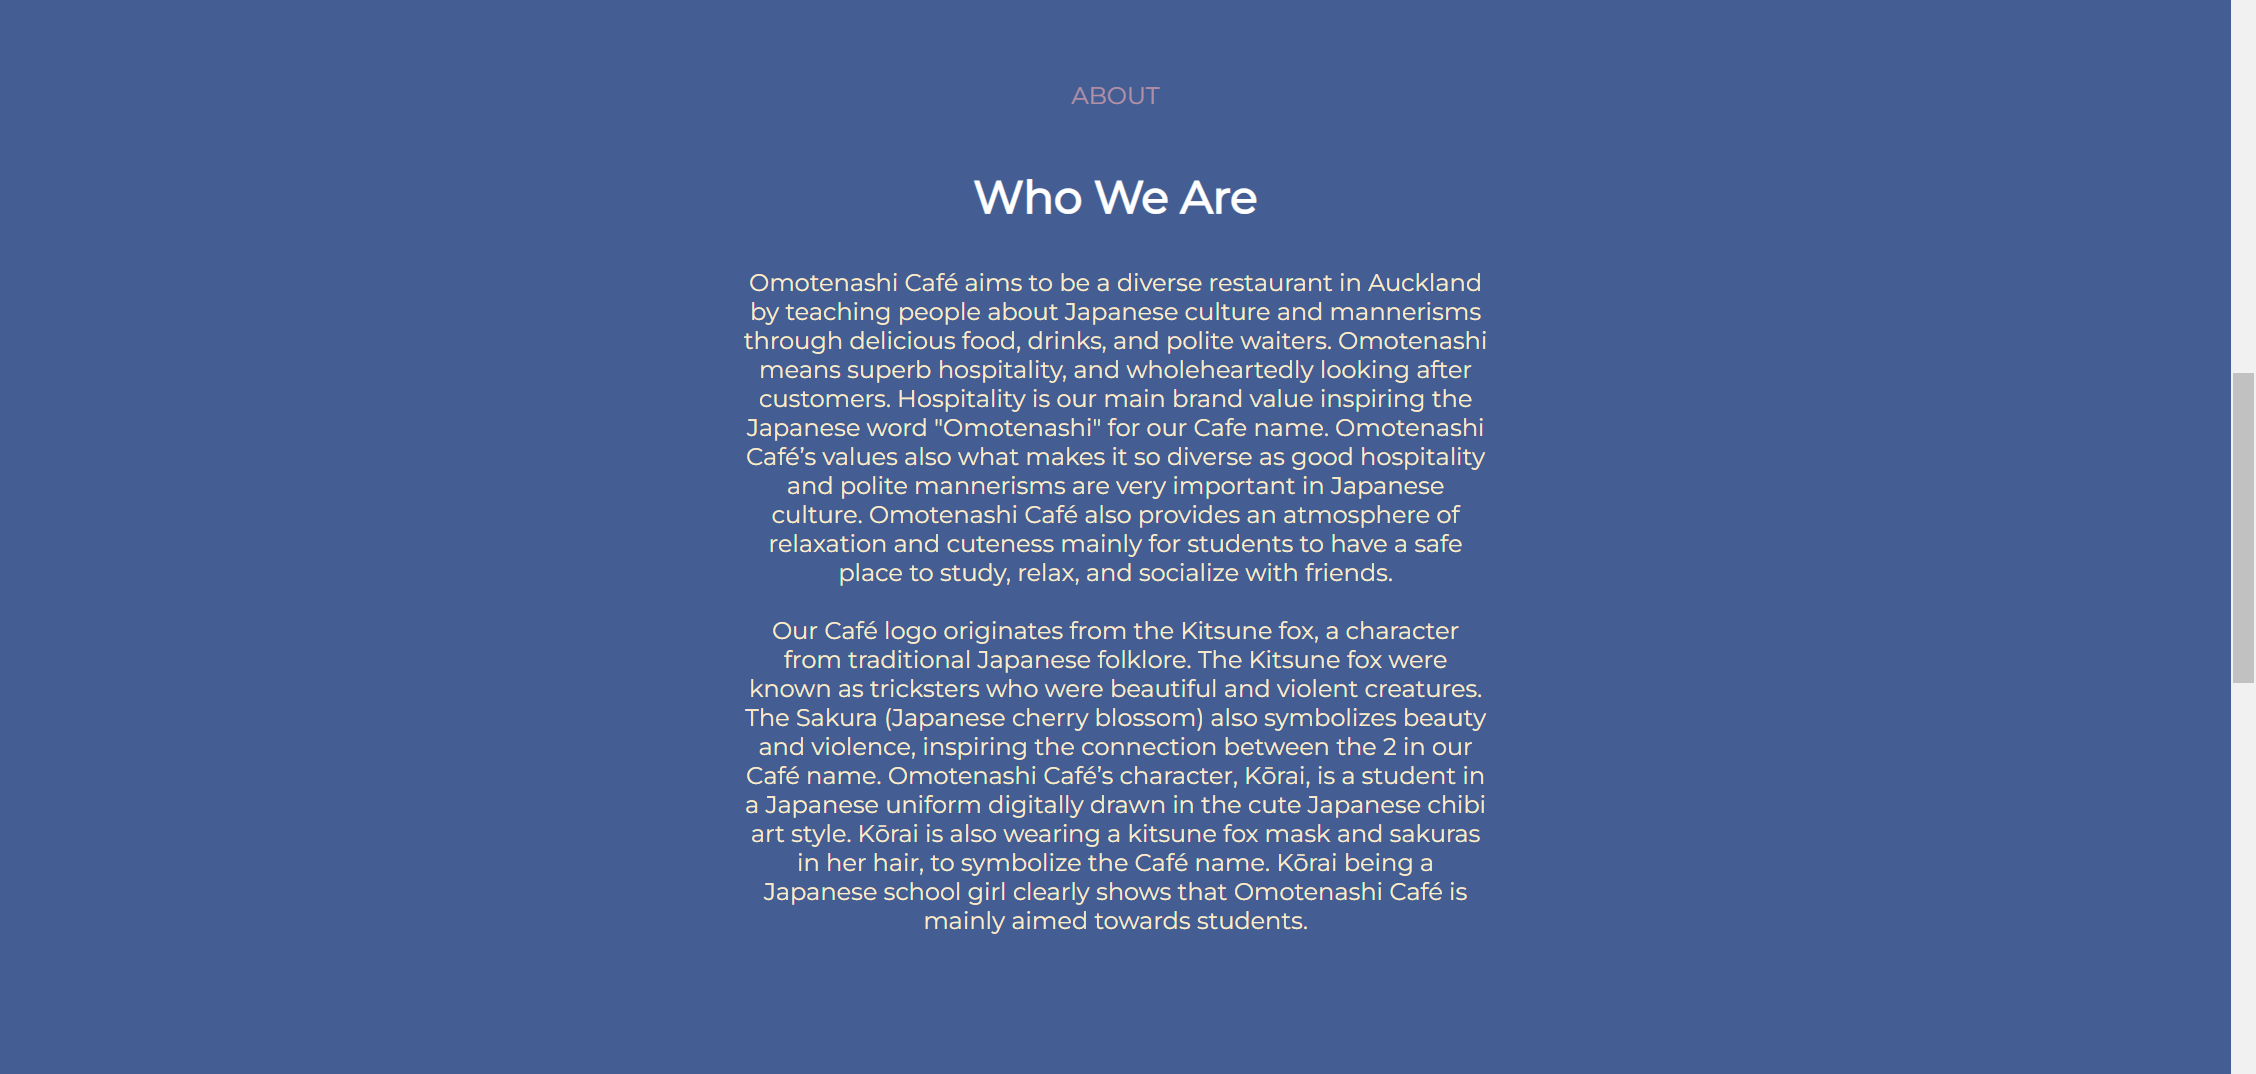 ABOUT
Who We Are
Omotenashi Café aims to be a diverse restaurant in Auckland
by teaching people about Japanese culture and mannerisms
through delicious food, drinks, and polite waiters. Omotenashi
means superb hospitality, and wholeheartedly looking after
customers. Hospitality is our main brand value inspiring the
Japanese word "Omotenashi" for our Cafe name. Omotenashi
Café’s values also what makes it so diverse as good hospitality
and polite mannerisms are very important in Japanese
culture. Omotenashi Café also provides an atmosphere of
relaxation and cuteness mainly for students to have a safe
place to study, relax, and socialize with friends.
Our Café logo originates from the Kitsune fox, a character
from traditional Japanese folklore. The Kitsune fox were
known as tricksters who were beautiful and violent creatures.
The Sakura (Japanese cherry blossom) also symbolizes beauty
and violence, inspiring the connection between the 2 in our
Café name. Omotenashi Café’s character, Kōrai, is a student in
a Japanese uniform digitally drawn in the cute Japanese chibi
art style. Kōrai is also wearing a kitsune fox mask and sakuras
in her hair, to symbolize the Café name. Kōrai being a
Japanese school girl clearly shows that Omotenashi Café is
mainly aimed towards students.